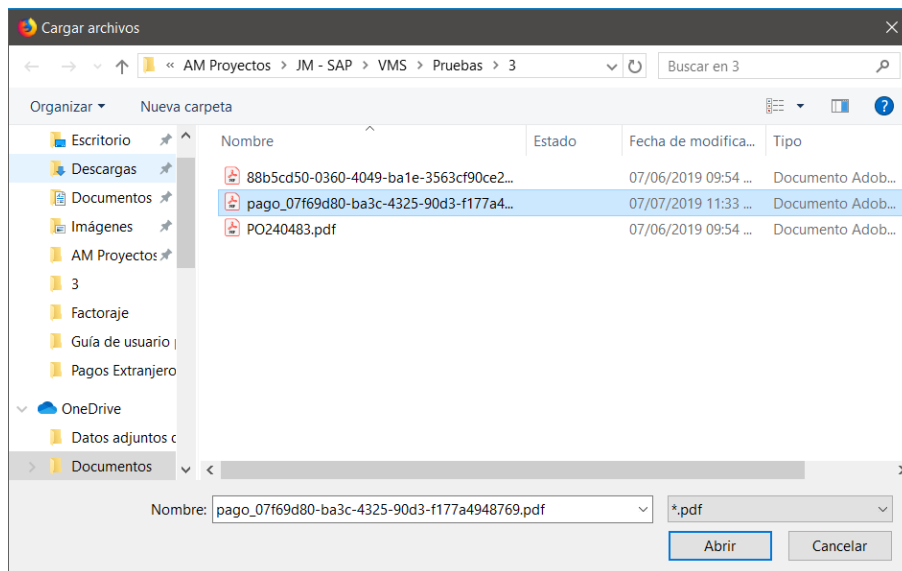 Cargar archivos
« AM Proyectos > JM - SAP > VMS > Pruebas > 3
Buscar en 3
Organizar
Nueva carpeta
?
Nombre Estado Fecha de modifica... Tipo
Escritorio
Descargas
Documentos
Imágenes
AM Proyectos
3
Factoraje
Guía de usuario
Pagos Extranjero
OneDrive
Datos adjuntos
Documentos
88b5cd50-0360-4049-ba1e-3563cf90ce2... 07/06/2019 09:54 ... Documento Adob...
pago_07f69d80-ba3c-4325-90d3-f177a4... 07/07/2019 11:33 ... Documento Adob...
PO240483.pdf 07/06/2019 09:54 ... Documento Adob...
Nombre: pago_07f69d80-ba3c-4325-90d3-f177a4948769.pdf
*.pdf
Abrir
Cancelar